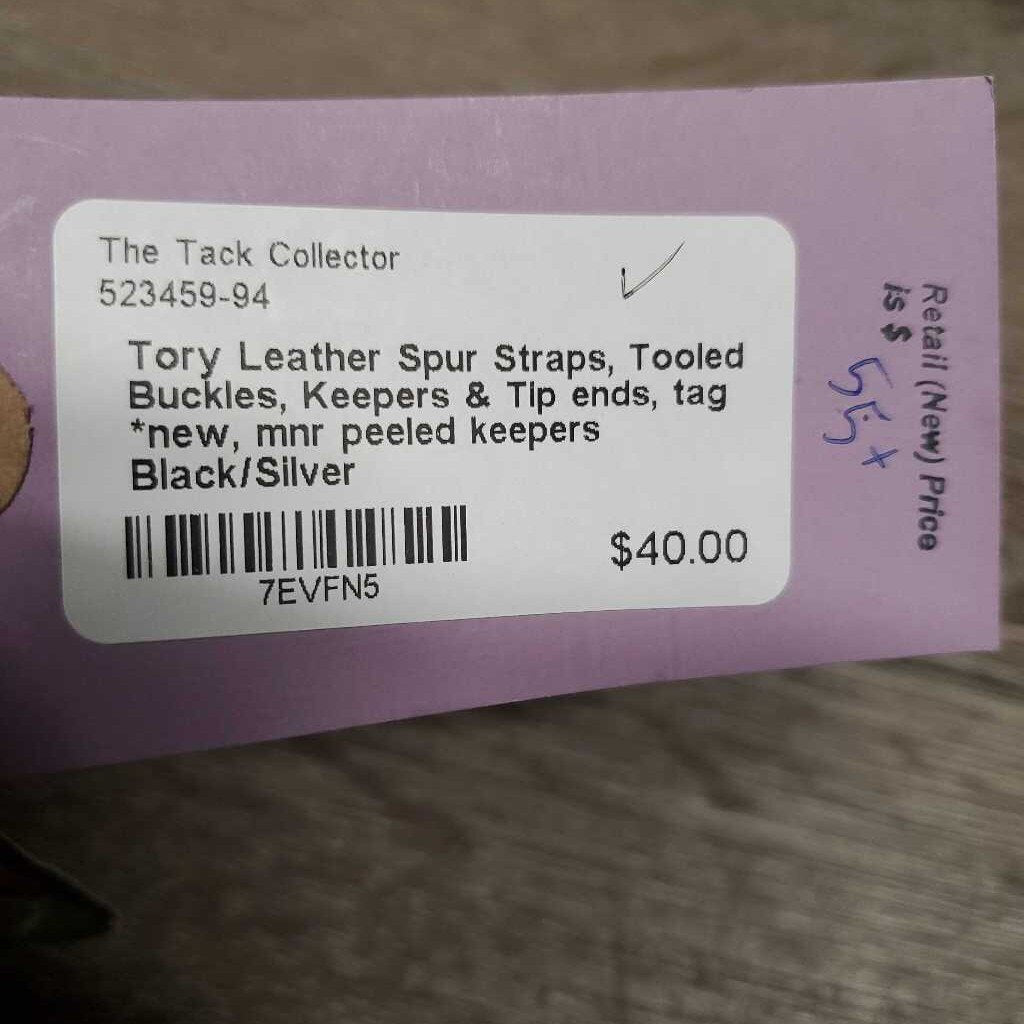 The Tack Collector
523459-94
Tory Leather Spur Straps, Tooled
Buckles, Keepers & Tip ends, tag
*new, mnr peeled keepers
Black/Silver
7EVFN5
$40.00
Retail (New) Price
is $ 55+